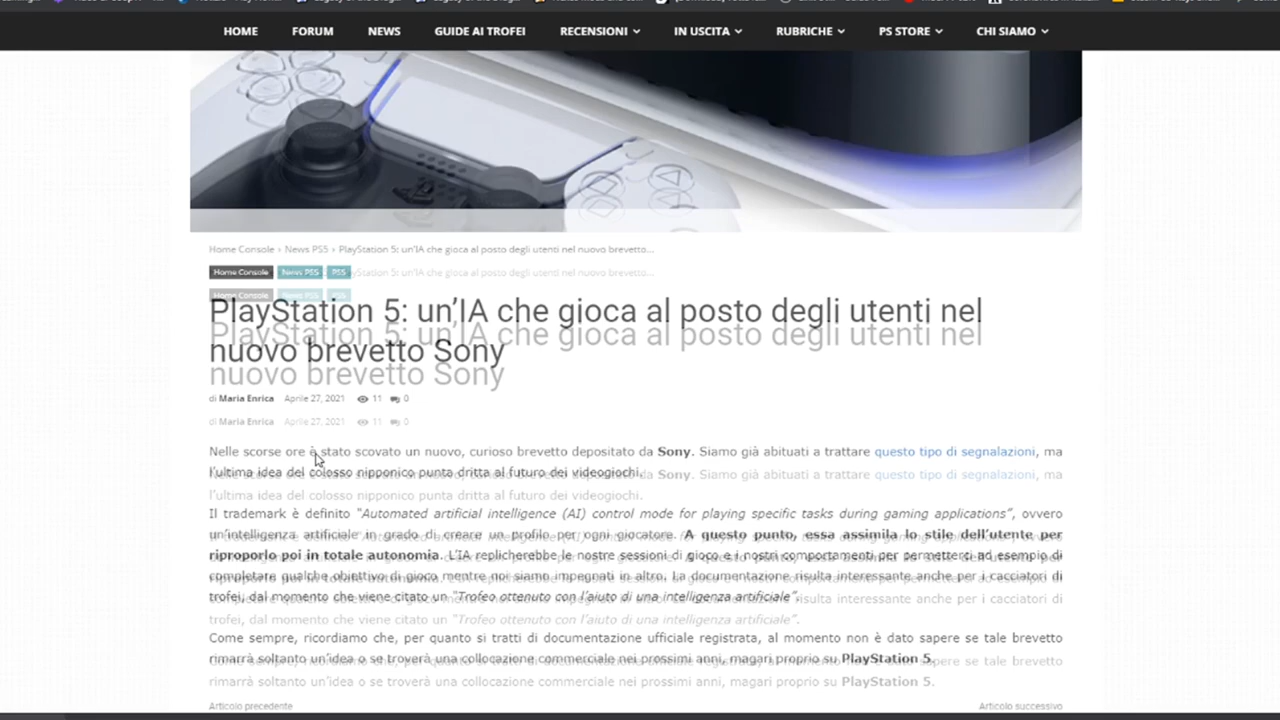 HOME FORUM NEWS GUIDE AI TROFEI RECENSIONI IN USCITA RUBRICHE PS STORE CHI SIAMO
Home Console › News PS5 › PlayStation 5: un'IA che gioca al posto degli utenti nel nuovo brevetto...
Home Console News PS5 PS5
PlayStation 5: un'IA che gioca al posto degli utenti nel
nuovo brevetto Sony
di Maria Enrica Aprile 27, 2021 11 0
Nelle scorse ore è stato scovato un nuovo, curioso brevetto depositato da Sony. Siamo già abituati a trattare questo tipo di segnalazioni, ma
l'ultima idea del colosso nipponico punta dritta al futuro dei videogiochi.
Il trademark è definito "Automated artificial intelligence (AI) control mode for playing specific tasks during gaming applications", ovvero
un'intelligenza artificiale in grado di creare un profilo per ogni giocatore. A questo punto, essa assimila lo stile dell'utente per
riproporlo poi in totale autonomia. L'IA replicherebbe le nostre sessioni di gioco e i nostri comportamenti per permetterci ad esempio di
completare qualche obiettivo di gioco mentre noi siamo impegnati in altro. La documentazione risulta interessante anche per i cacciatori di
trofei, dal momento che viene citato un "Trofeo ottenuto con l'aiuto di una intelligenza artificiale".
Come sempre, ricordiamo che, per quanto si tratti di documentazione ufficiale registrata, al momento non è dato sapere se tale brevetto
rimarrà soltanto un'idea o se troverà una collocazione commerciale nei prossimi anni, magari proprio su PlayStation 5.
Articolo precedente Articolo successivo